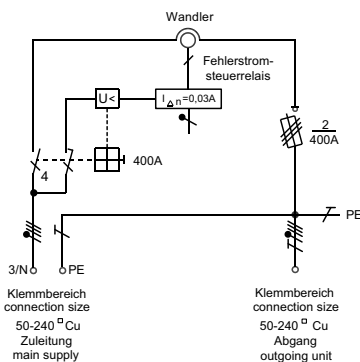 Wandler
Fehlerstrom-
steuerrelais
U<
I Δn=0,03A
2
400A
400A
4
PE
3/N
PE
Klemmbereich
connection size
50-240 □ Cu
Zuleitung
main supply
Klemmbereich
connection size
50-240 □ Cu
Abgang
outgoing unit